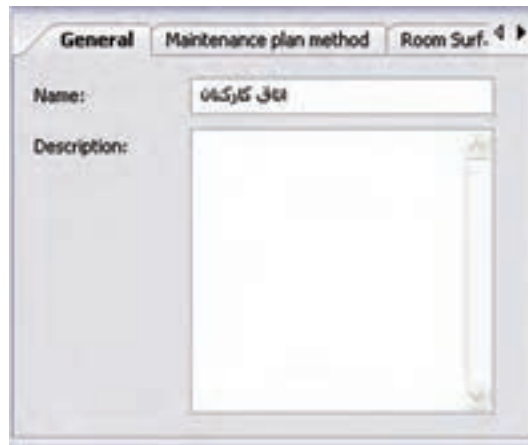 General Maintenance plan method Room Surf.
Name: اتاق کارکنان
Description: